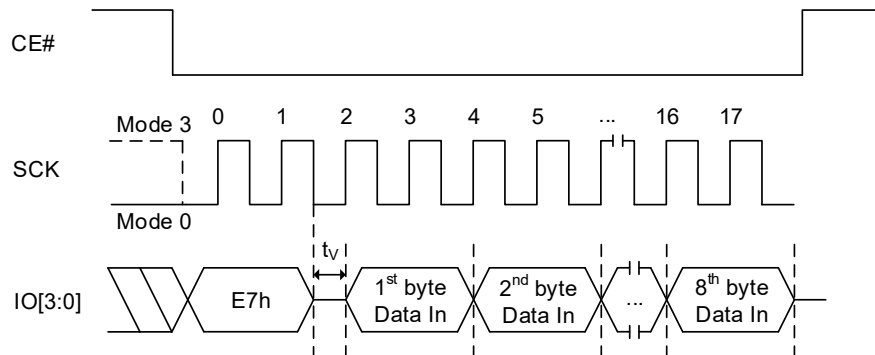 CE#
Mode 3
0 1 2 3 4 5 ... 16 17
SCK
Mode 0
tV
IO[3:0]
E7h
1st byte
Data In
2nd byte
Data In
...
8th byte
Data In